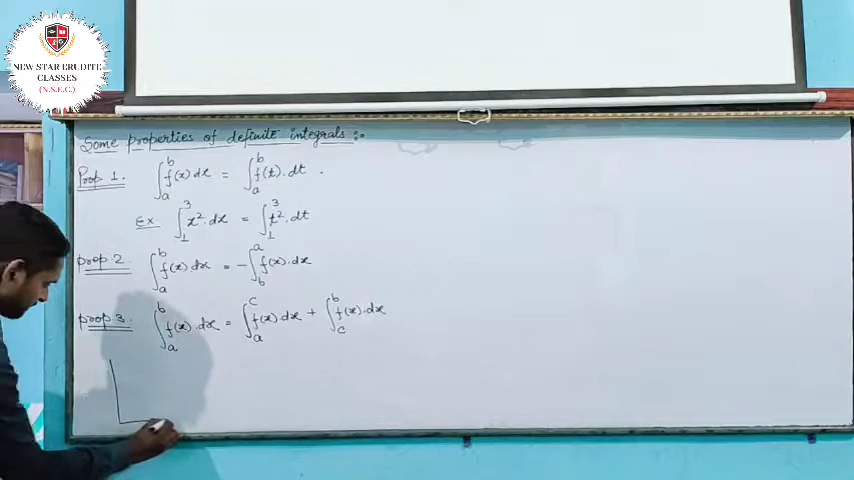 NEW STAR ERUDITE
CLASSES
(N.S.E.C.)
Some properties of definite integrals :-
Prop 1. ∫_a^b f(x) dx = ∫_a^b f(t). dt .
Ex. ∫_1^3 x². dx = ∫_1^3 t². dt
prop.2 ∫_a^b f(x) dx = -∫_b^a f(x). dx
prop.3. ∫_a^b f(x). dx = ∫_a^c f(x) dx + ∫_c^b f(x). dx